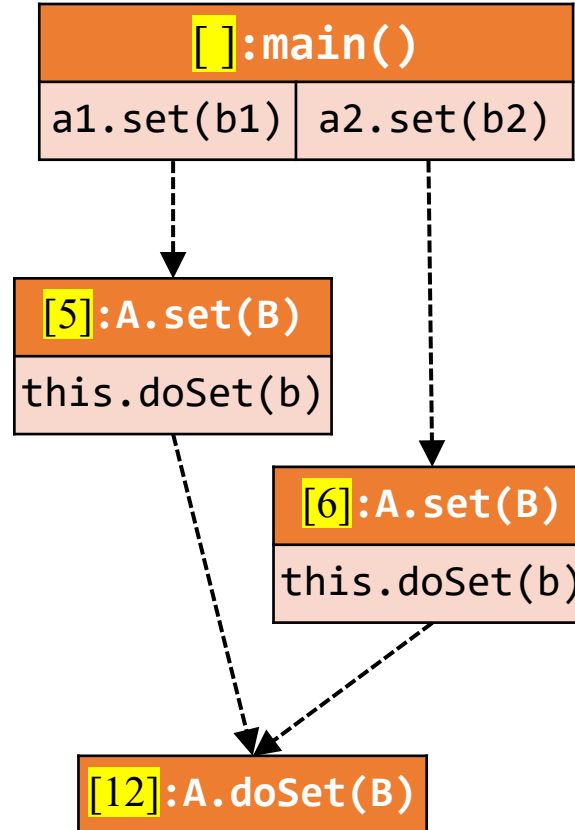 [ ]:main()
a1.set(b1) a2.set(b2)
[5]:A.set(B)
this.doSet(b)
[6]:A.set(B)
this.doSet(b)
[12]:A.doSet(B)